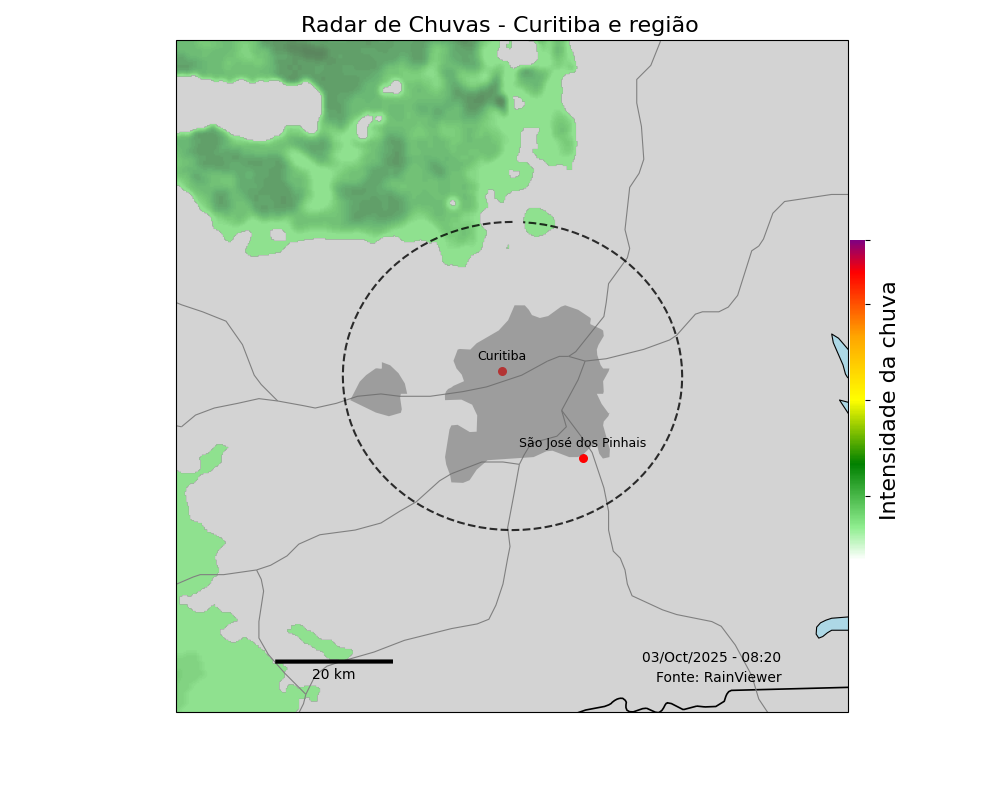 Radar de Chuvas - Curitiba e região
Curitiba
São José dos Pinhais
Intensidade da chuva
03/Oct/2025 - 08:20
Fonte: RainViewer
20 km